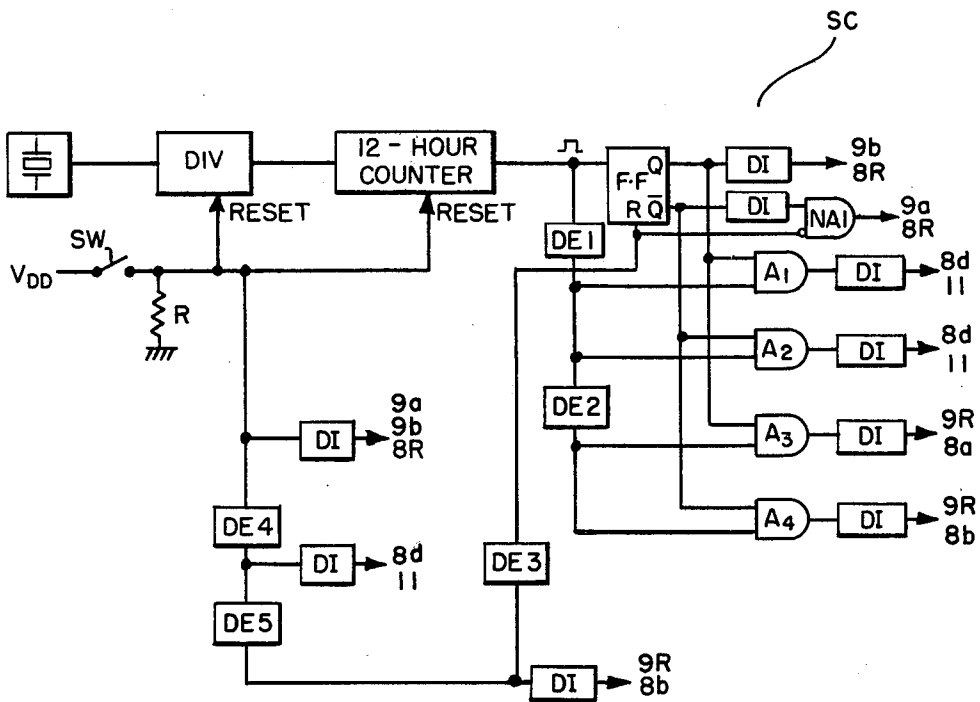 SC
DIV
12 - HOUR
COUNTER
F·F
Q
R
Q̅
DI
9b
8R
DI
NA1
9a
8R
RESET
RESET
SW
VDD
R
DE1
A1
DI
8d
11
A2
DI
8d
11
DE2
A3
DI
9R
8a
A4
DI
9R
8b
DI
9a
9b
8R
DE4
DI
8d
11
DE3
DE5
DI
9R
8b